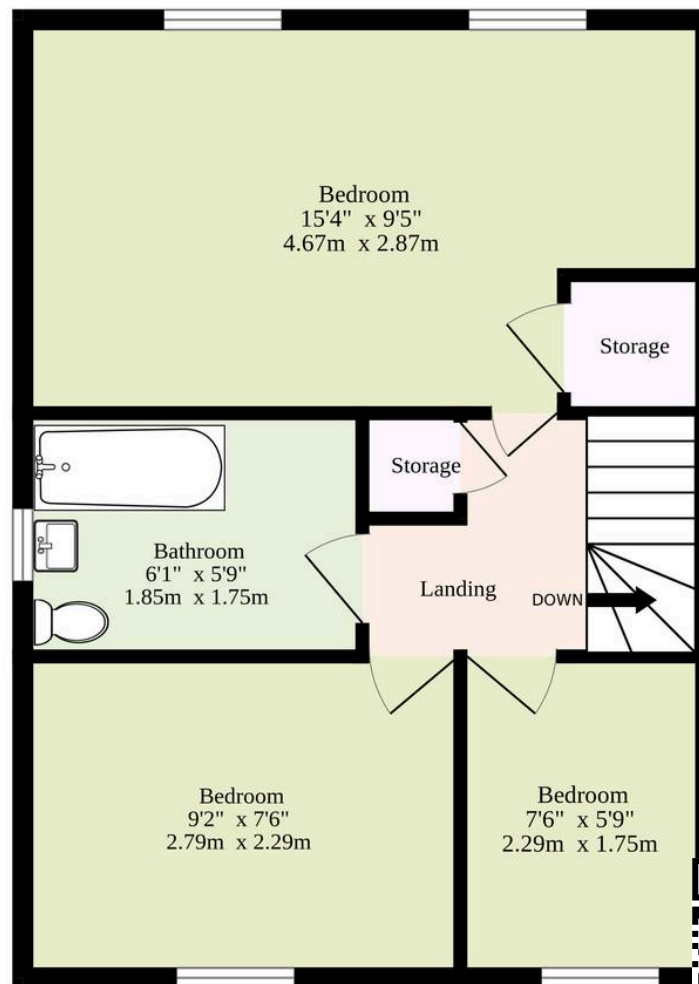 Bedroom
15'4" x 9'5"
4.67m x 2.87m
Storage
Storage
Bathroom
6'1" x 5'9"
1.85m x 1.75m
Landing
DOWN
Bedroom
9'2" x 7'6"
2.79m x 2.29m
Bedroom
7'6" x 5'9"
2.29m x 1.75m